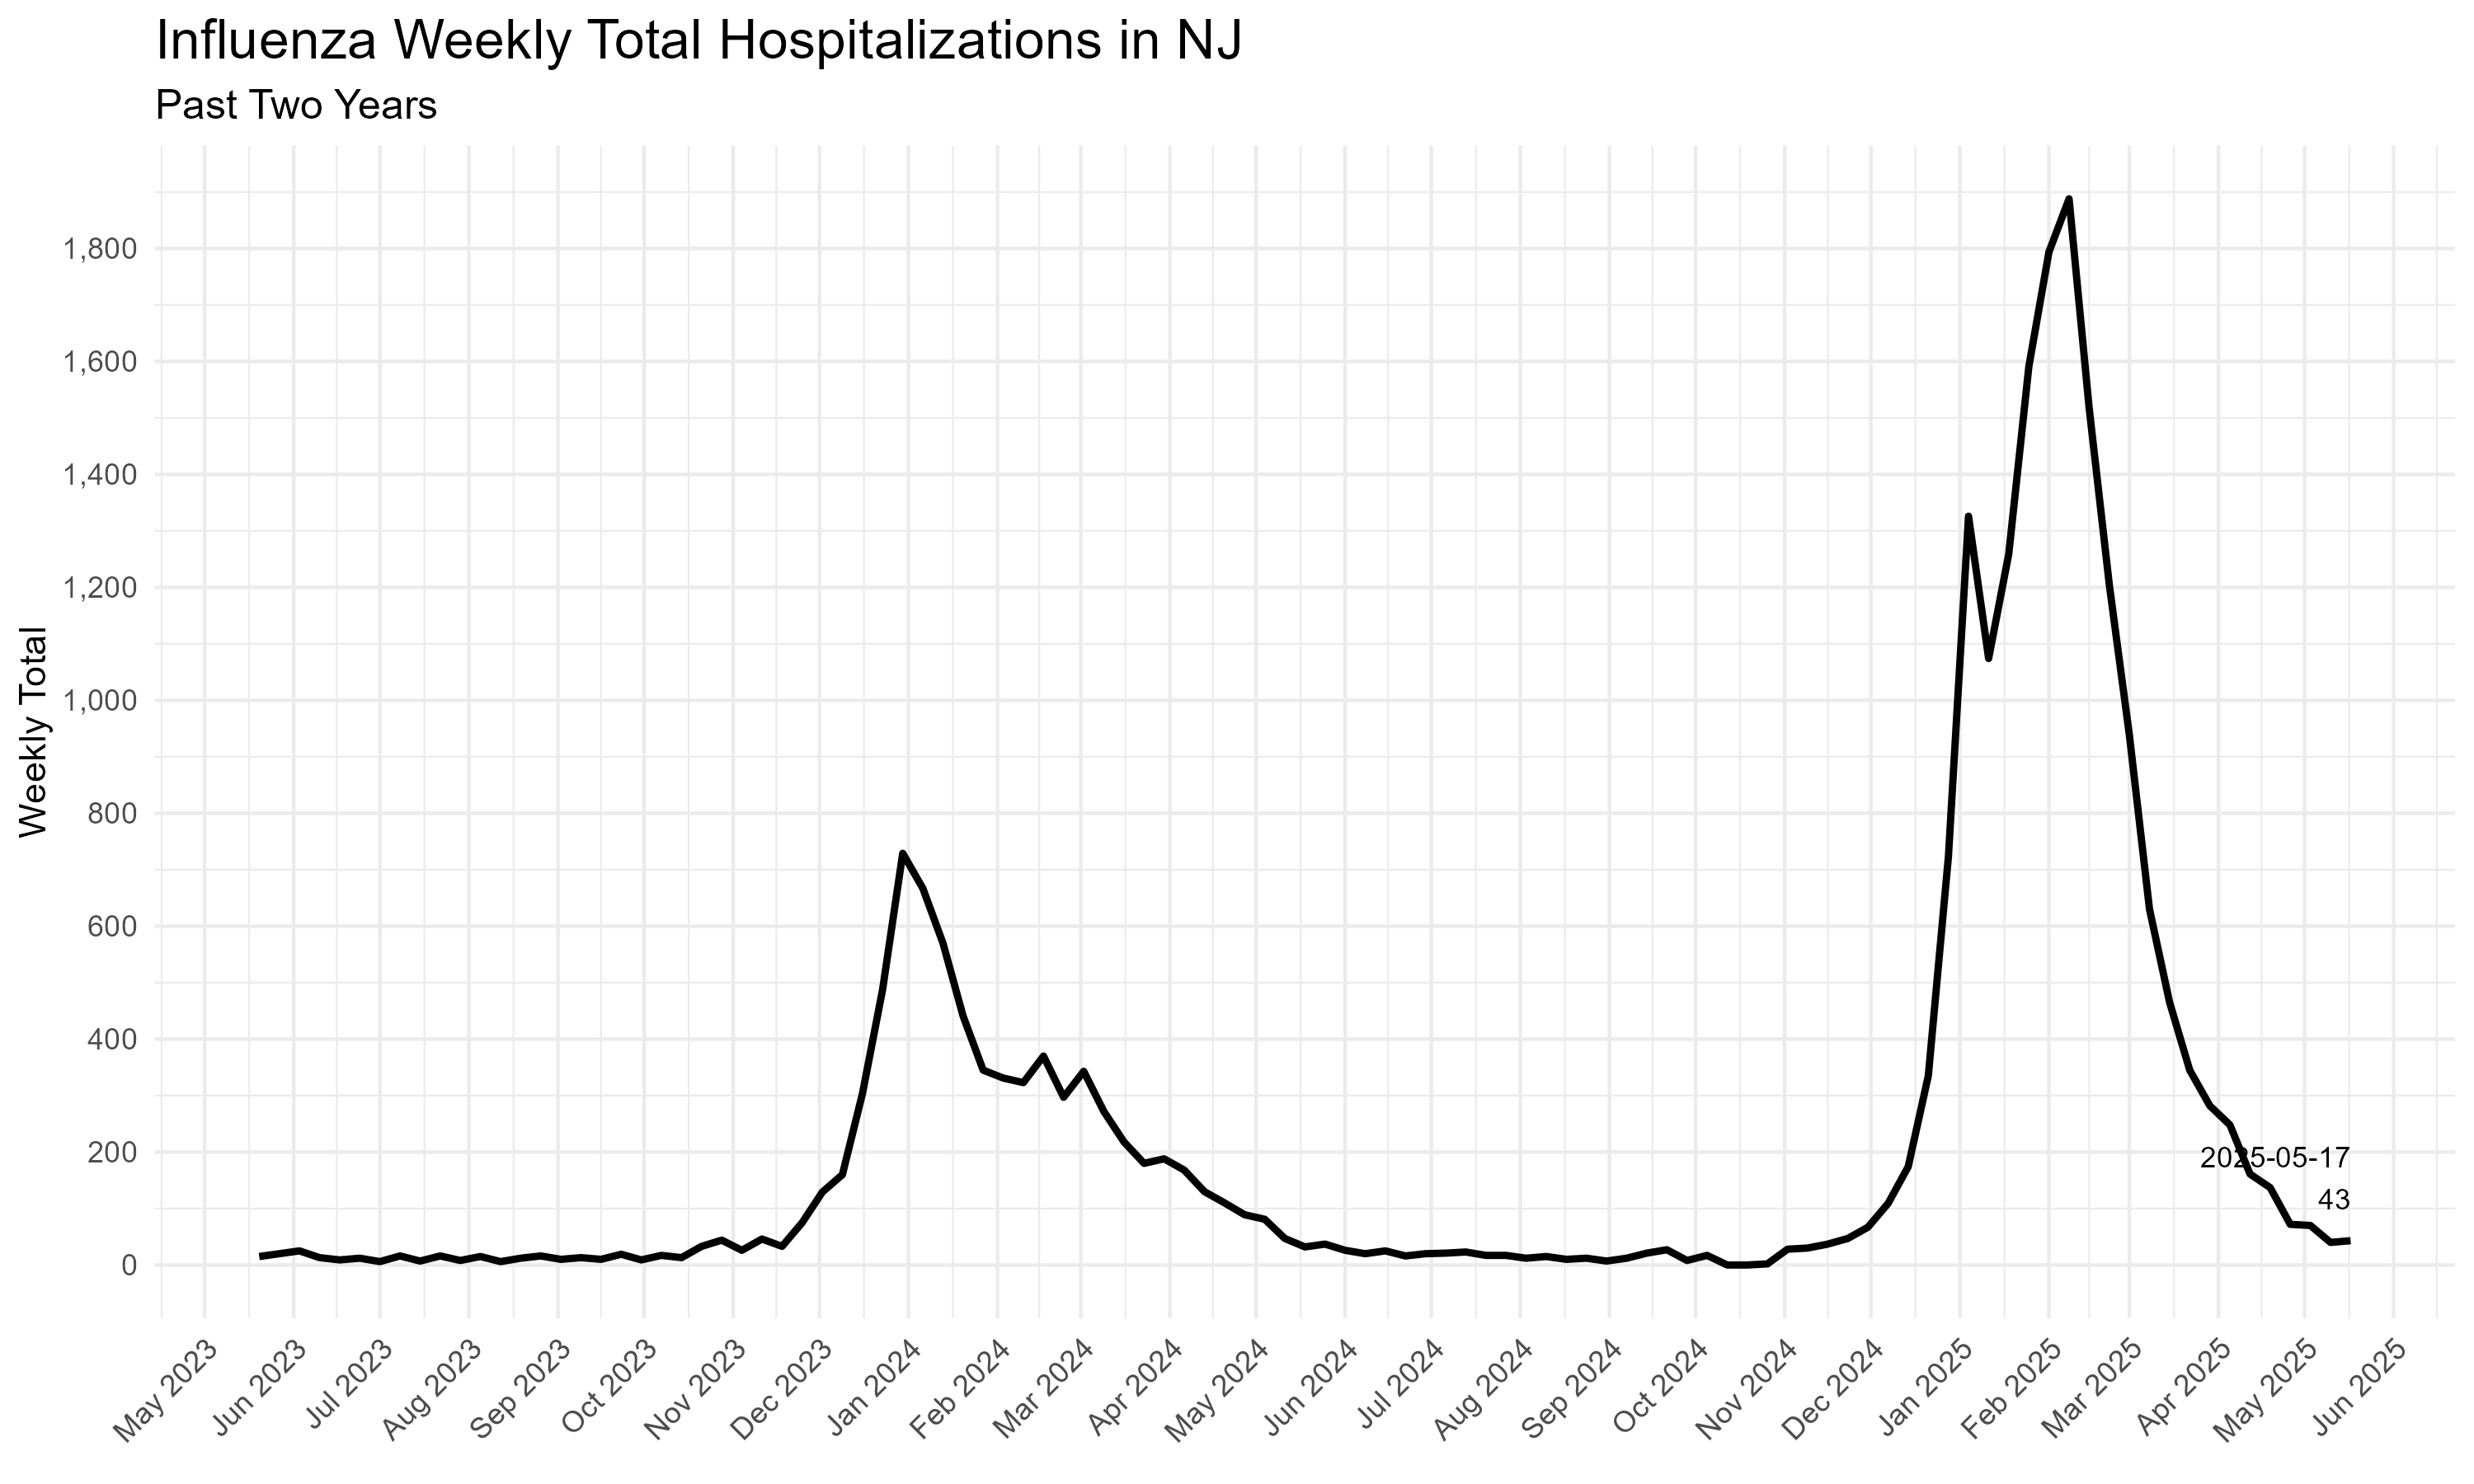 Influenza Weekly Total Hospitalizations in NJ
Past Two Years
Weekly Total
1,800
1,600
1,400
1,200
1,000
800
600
400
200
0
2025-05-17
43
May 2023
Jun 2023
Jul 2023
Aug 2023
Sep 2023
Oct 2023
Nov 2023
Dec 2023
Jan 2024
Feb 2024
Mar 2024
Apr 2024
May 2024
Jun 2024
Jul 2024
Aug 2024
Sep 2024
Oct 2024
Nov 2024
Dec 2024
Jan 2025
Feb 2025
Mar 2025
Apr 2025
May 2025
Jun 2025